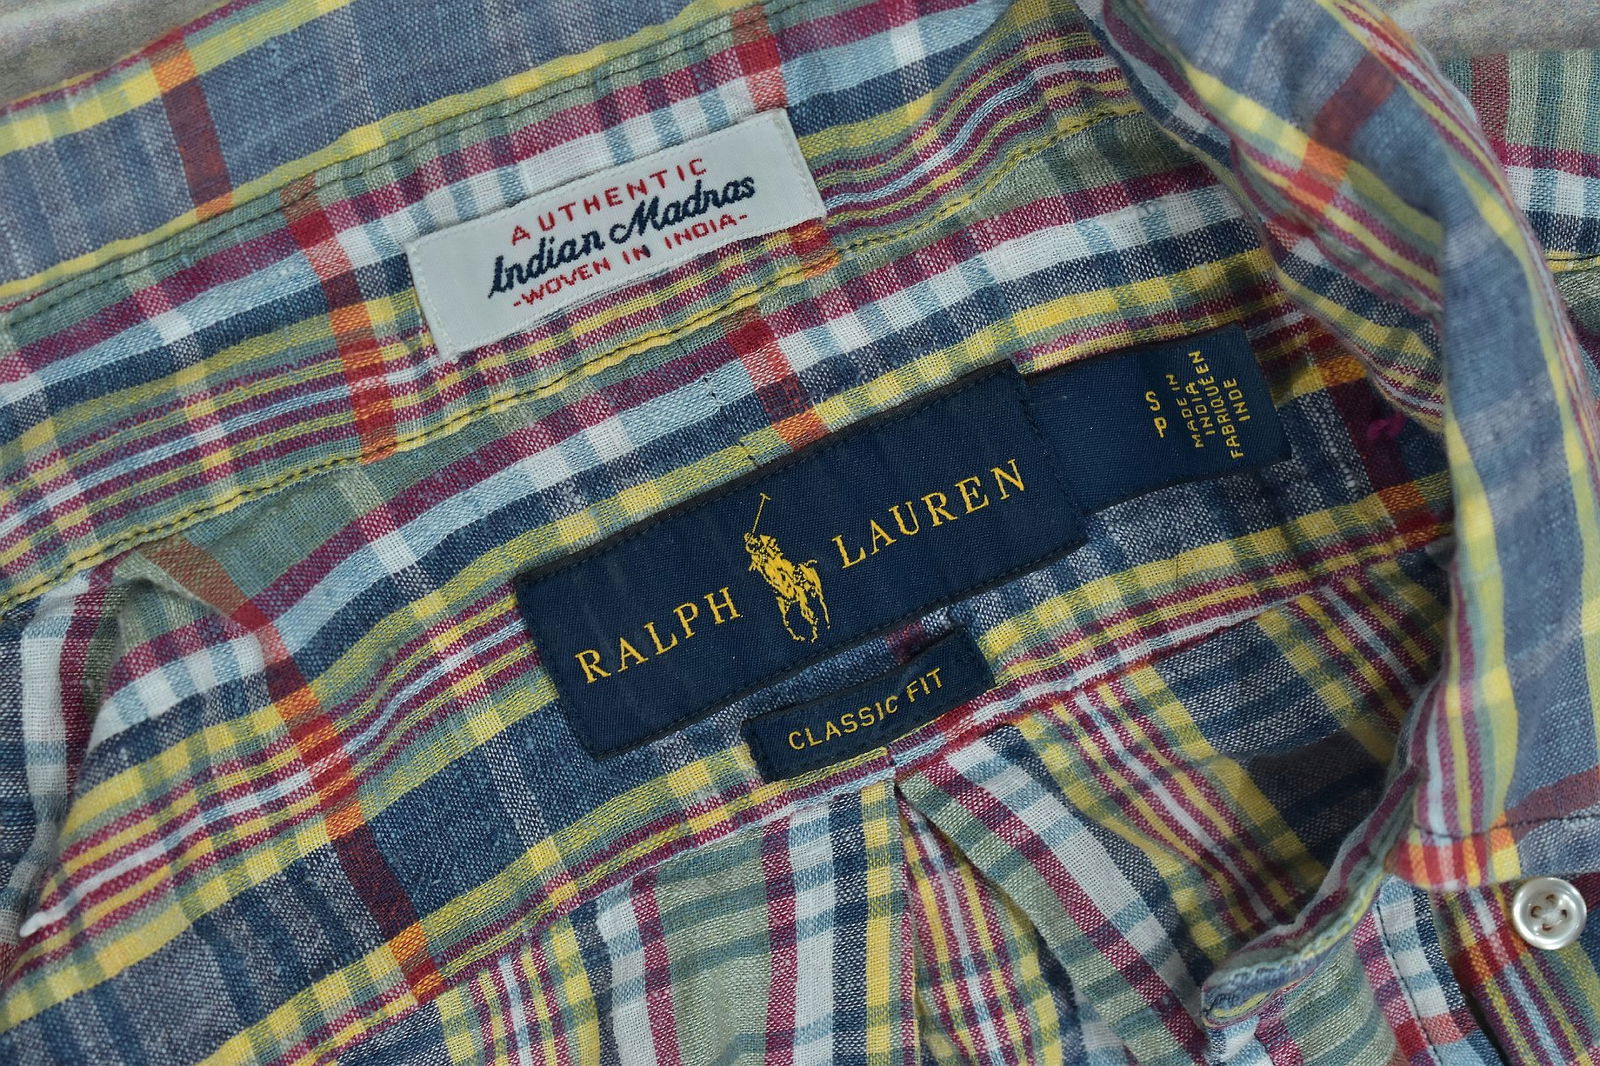 AUTHENTIC
Indian Madras
-WOVEN IN INDIA-
RALPH LAUREN
S
P
MADE IN
INDIA
FABRIQUÉ EN
INDE
CLASSIC FIT